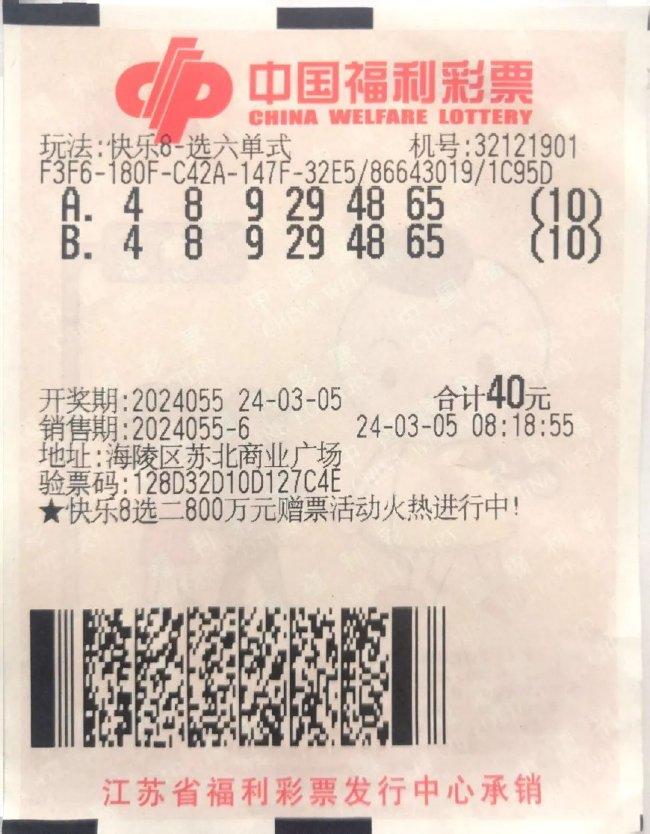 中国福利彩票
CHINA WELFARE LOTTERY
玩法:快乐8-选六单式 机号:32121901
F3F6-180F-C42A-147F-32E5/86643019/1C95D
A. 4 8 9 29 48 65 (10)
B. 4 8 9 29 48 65 (10)
开奖期:2024055 24-03-05 合计40元
销售期:2024055-6 24-03-05 08:18:55
地址:海陵区苏北商业广场
验票码:128D32D10D127C4E
★快乐8选二800万元赠票活动火热进行中!
江苏省福利彩票发行中心承销